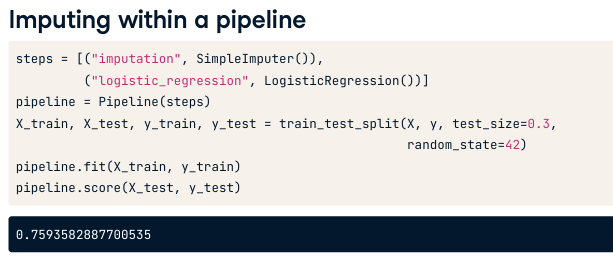 Imputing within a pipeline
steps = [("imputation", SimpleImputer()),
         ("logistic_regression", LogisticRegression())]
pipeline = Pipeline(steps)
X_train, X_test, y_train, y_test = train_test_split(X, y, test_size=0.3,
                                                    random_state=42)
pipeline.fit(X_train, y_train)
pipeline.score(X_test, y_test)
0.7593582887700535